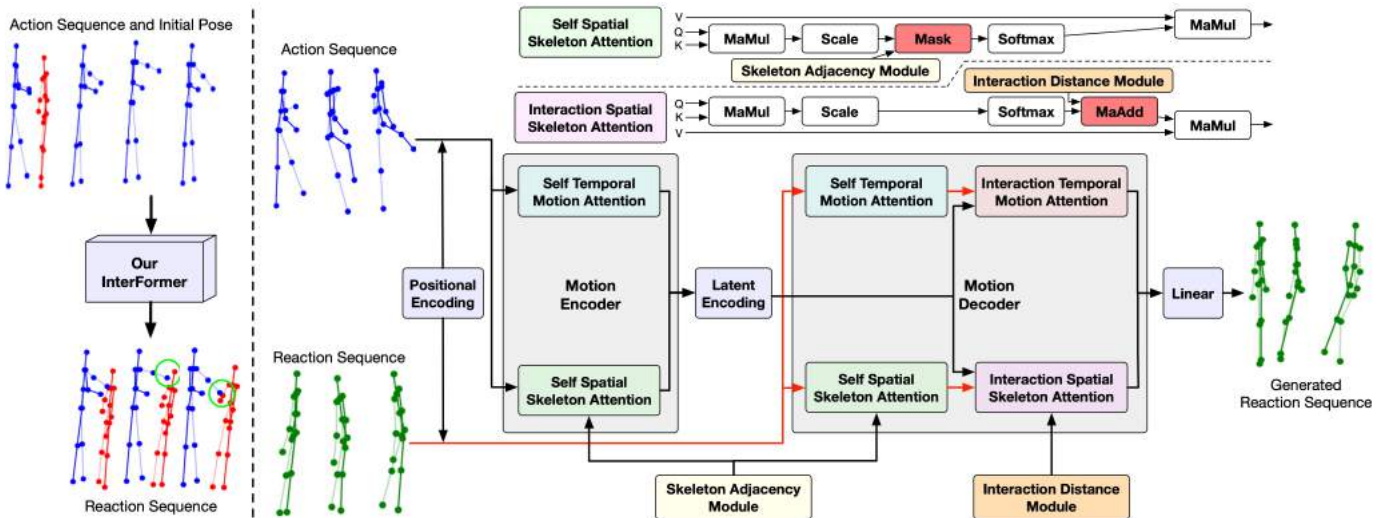 Action Sequence and Initial Pose
Our
InterFormer
Reaction Sequence
Action Sequence
Reaction Sequence
Positional
Encoding
Self Spatial
Skeleton Attention
V
Q
K
MaMul
Scale
Mask
Softmax
MaMul
Skeleton Adjacency Module
Interaction Distance Module
Interaction Spatial
Skeleton Attention
Q
K
V
MaMul
Scale
Softmax
MaAdd
MaMul
Self Temporal
Motion Attention
Motion
Encoder
Self Spatial
Skeleton Attention
Latent
Encoding
Self Temporal
Motion Attention
Interaction Temporal
Motion Attention
Motion
Decoder
Self Spatial
Skeleton Attention
Interaction Spatial
Skeleton Attention
Linear
Generated
Reaction Sequence
Skeleton Adjacency
Module
Interaction Distance
Module